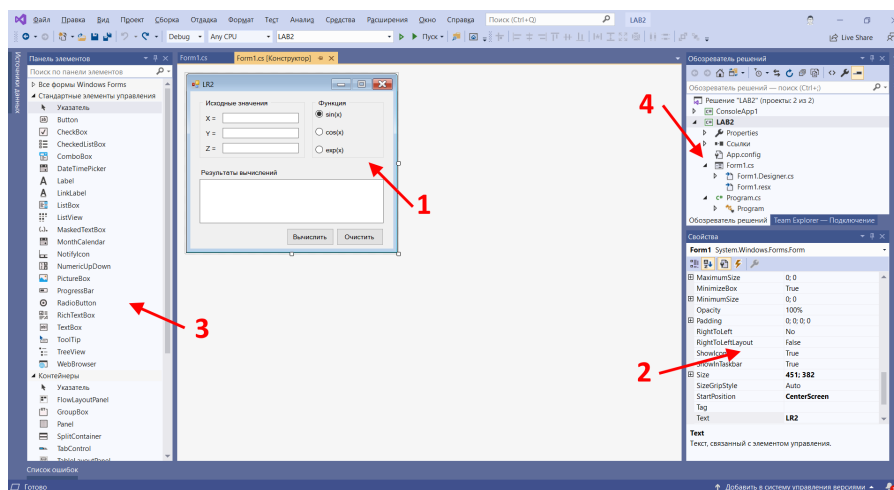 Файл Правка Вид Проект Сборка Отладка Формат Тест Анализ Средства Расширения Окно Справка Поиск (Ctrl+Q) LAB2
Debug Any CPU LAB2 Пуск Live Share
Источники данных
Панель элементов
Поиск по панели элементов
Все формы Windows Forms
Стандартные элементы управления
Указатель
Button
CheckBox
CheckedListBox
ComboBox
DateTimePicker
Label
LinkLabel
ListBox
ListView
MaskedTextBox
MonthCalendar
NotifyIcon
NumericUpDown
PictureBox
ProgressBar
RadioButton
RichTextBox
TextBox
ToolTip
TreeView
WebBrowser
Контейнеры
Указатель
FlowLayoutPanel
GroupBox
Panel
SplitContainer
TabControl
TableLayoutPanel
3
Form1.cs Form1.cs [Конструктор]
LR2
Исходные значения Функция
X = sin(x)
Y = cos(x)
Z = exp(x)
Результаты вычислений
Вычислить Очистить
1
Обозреватель решений
Обозреватель решений — поиск (Ctrl+;)
Решение "LAB2" (проекты: 2 из 2)
ConsoleApp1
LAB2
Properties
Ссылки
App.config
Form1.cs
Form1.Designer.cs
Form1.resx
Program.cs
Program
4
Обозреватель решений Team Explorer — Подключение
Свойства
Form1 System.Windows.Forms.Form
MaximumSize 0; 0
MinimizeBox True
MinimumSize 0; 0
Opacity 100%
Padding 0; 0; 0; 0
RightToLeft No
RightToLeftLayout False
ShowIcon True
ShowInTaskbar True
Size 451; 382
SizeGripStyle Auto
StartPosition CenterScreen
Tag
Text LR2
2
Text
Текст, связанный с элементом управления.
Список ошибок
Готово Добавить в систему управления версиями